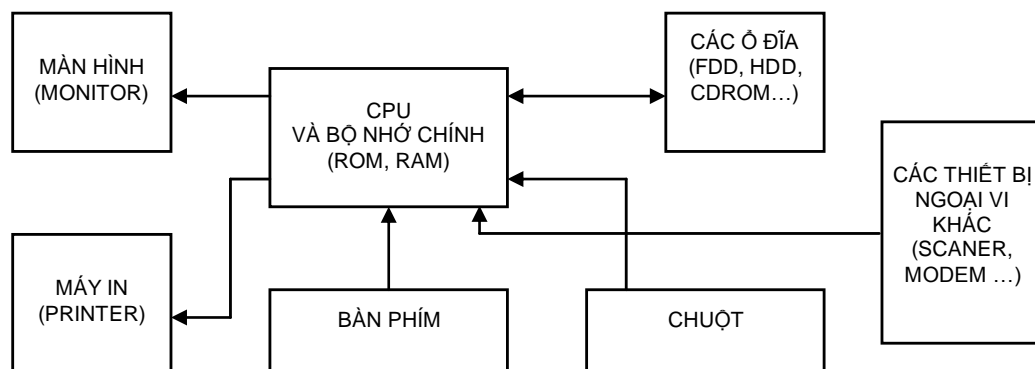 MÀN HÌNH
(MONITOR)
CPU
VÀ BỘ NHỚ CHÍNH
(ROM, RAM)
CÁC Ổ ĐĨA
(FDD, HDD,
CDROM…)
CÁC THIẾT BỊ
NGOẠI VI
KHÁC
(SCANER,
MODEM …)
MÁY IN
(PRINTER)
BÀN PHÍM
CHUỘT